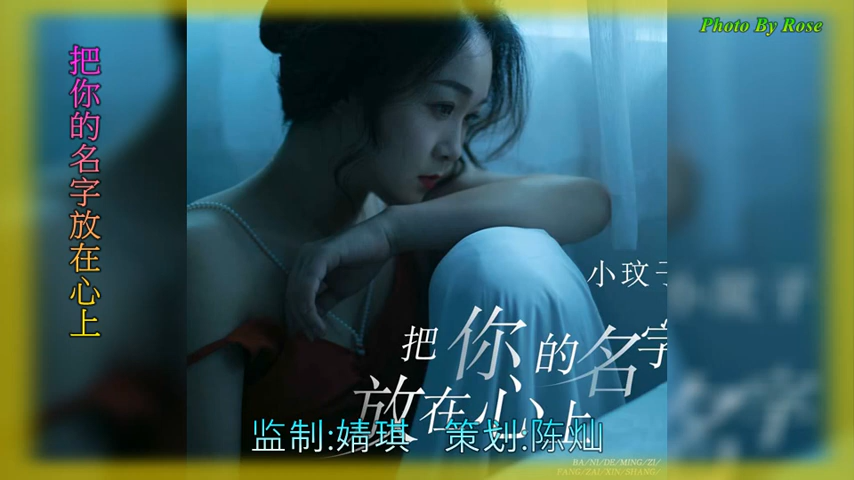 Photo By Rose
把你的名字放在心上
小玟子
把你的名字
放在心上
监制:婧琪 策划:陈灿
BA/NI/DE/MING/ZI/
FANG/ZAI/XIN/SHANG/